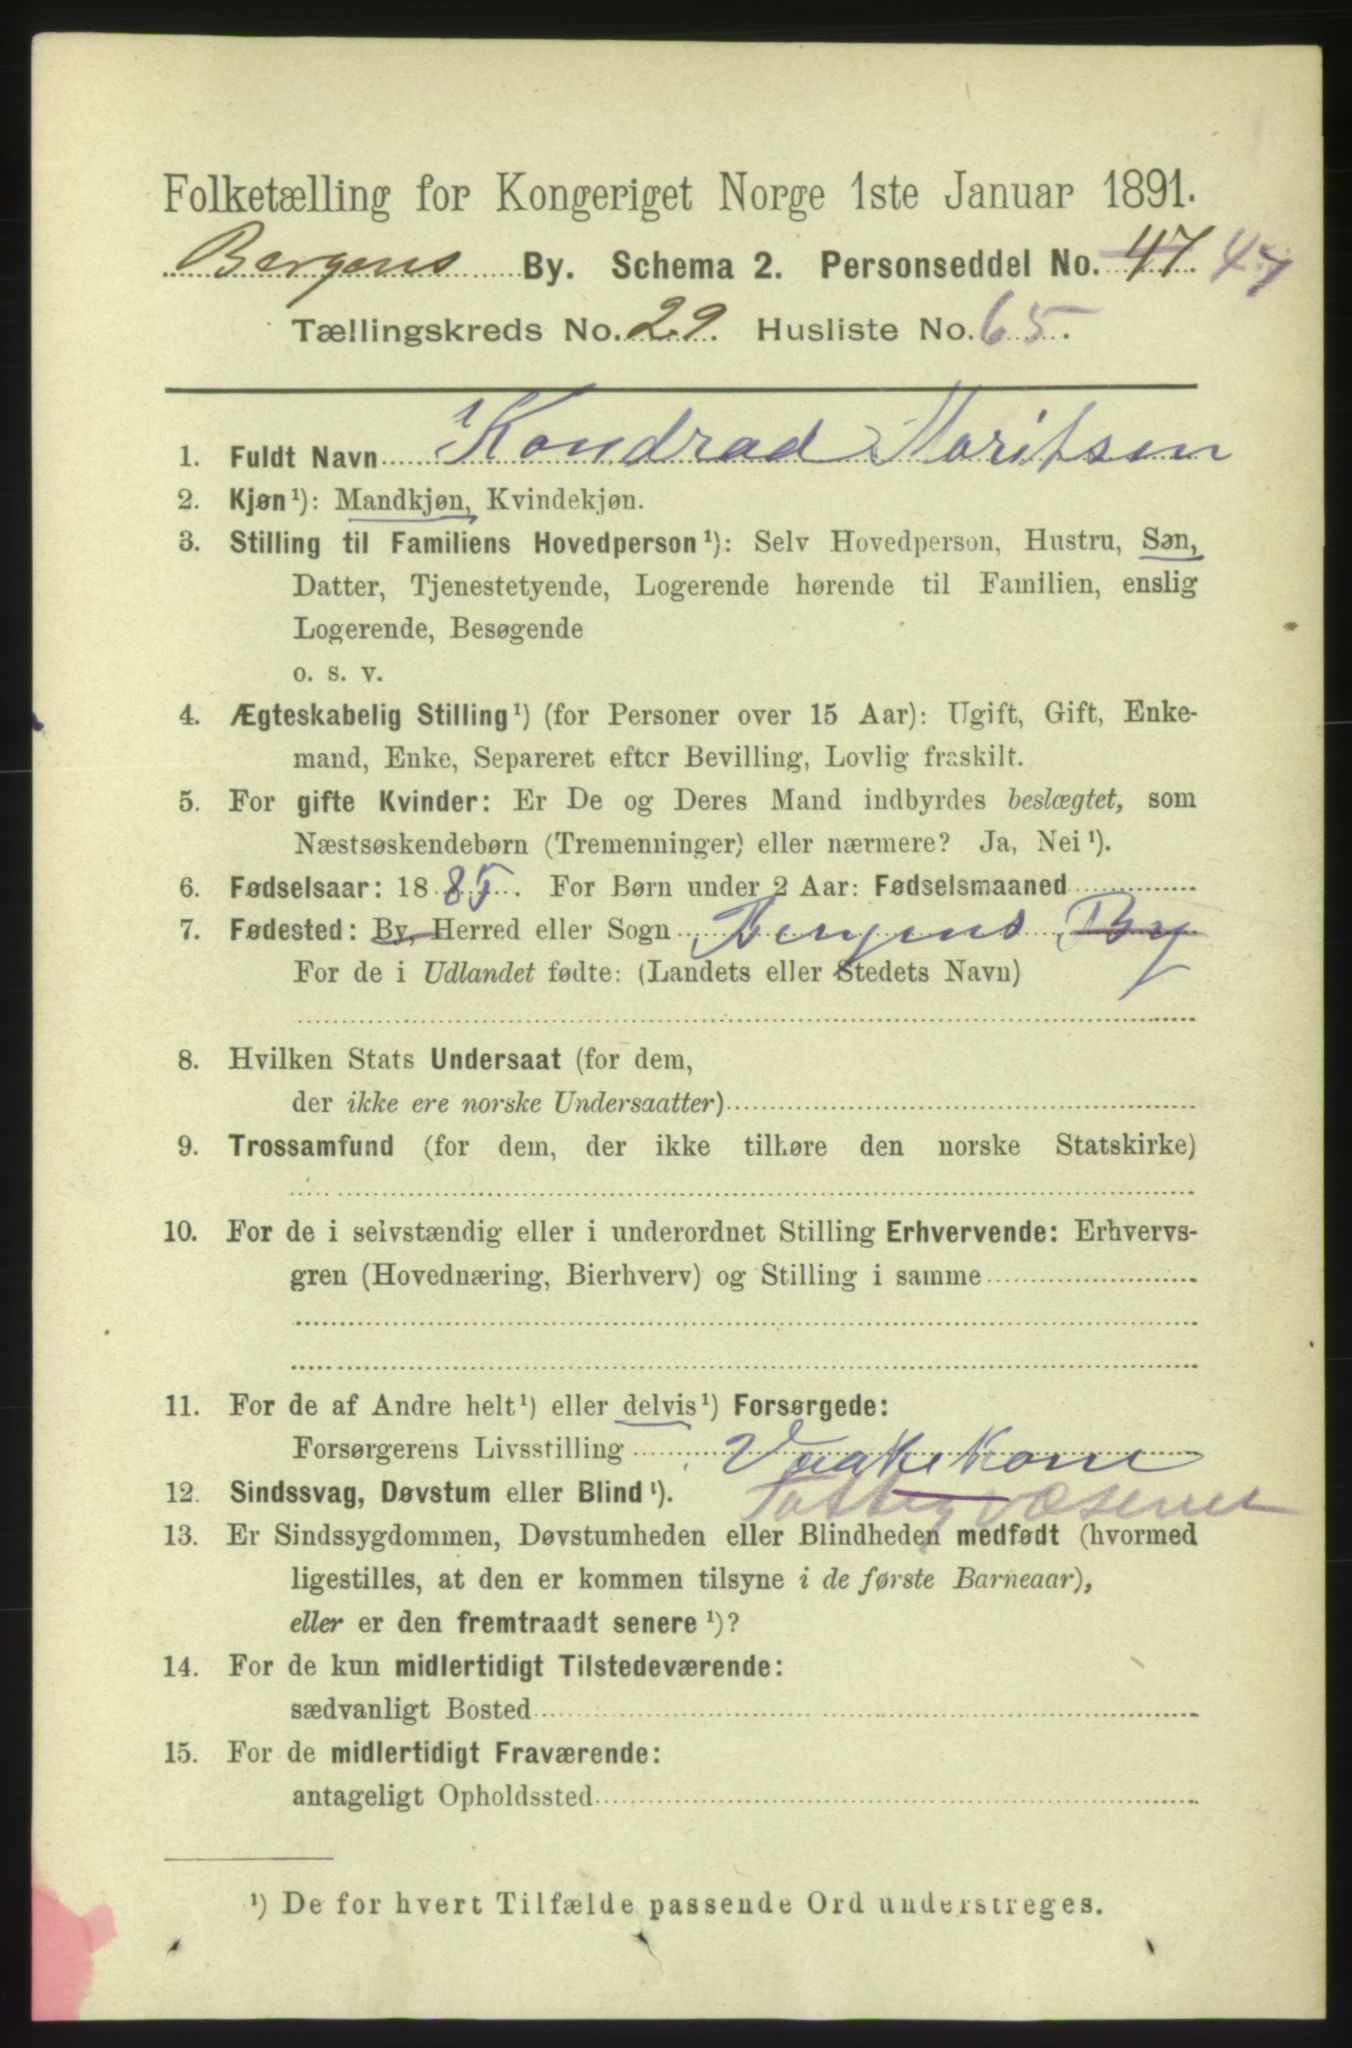 Folketælling for Kongeriget Norge 1ste Januar 1891.
Bergens By. Schema 2. Personseddel No. 47 47
Tællingskreds No. 29. Husliste No. 65.
1. Fuldt Navn Kondrad Moritsen
2. Kjøn¹): Mandkjøn, Kvindekjøn.
3. Stilling til Familiens Hovedperson¹): Selv Hovedperson, Hustru, Søn,
Datter, Tjenestetyende, Logerende hørende til Familien, enslig
Logerende, Besøgende
o. s. v.
4. Ægteskabelig Stilling¹) (for Personer over 15 Aar): Ugift, Gift, Enke-
mand, Enke, Separeret efter Bevilling, Lovlig fraskilt.
5. For gifte Kvinder: Er De og Deres Mand indbyrdes beslægtet, som
Næstsøskendebørn (Tremenninger) eller nærmere? Ja, Nei¹).
6. Fødselsaar: 1885. For Børn under 2 Aar: Fødselsmaaned
7. Fødested: By, Herred eller Sogn Bergens By
For de i Udlandet fødte: (Landets eller Stedets Navn)
8. Hvilken Stats Undersaat (for dem,
der ikke ere norske Undersaatter)
9. Trossamfund (for dem, der ikke tilhøre den norske Statskirke)
10. For de i selvstændig eller i underordnet Stilling Erhvervende: Erhvervs-
gren (Hovednæring, Bierhverv) og Stilling i samme
11. For de af Andre helt¹) eller delvis¹) Forsørgede:
Forsørgerens Livsstilling Vaakekone
12. Sindssvag, Døvstum eller Blind¹). Fattigvæsenet
13. Er Sindssygdommen, Døvstumheden eller Blindheden medfødt (hvormed
ligestilles, at den er kommen tilsyne i de første Barneaar),
eller er den fremtraadt senere¹)?
14. For de kun midlertidigt Tilstedeværende:
sædvanligt Bosted
15. For de midlertidigt Fraværende:
antageligt Opholdssted
¹) De for hvert Tilfælde passende Ord understreges.